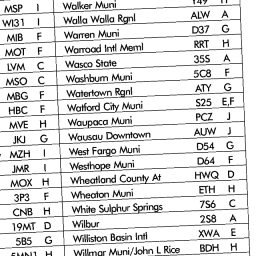 MSP I Walker Muni Y49 H
WI31 I Walla Walla Rgnl ALW A
MIB F Warren Muni D37 G
MOT F Warroad Intl Meml RRT H
LVM C Wasco State 35S A
MSO C Washburn Muni 5C8 F
MBG F Watertown Rgnl ATY G
HBC F Watford City Muni S25 E,F
MVE H Waupaca Muni PCZ J
JKJ G Wausau Downtown AUW J
MZH I West Fargo Muni D54 G
JMR I Westhope Muni D64 F
MOX H Wheatland County At HWQ D
3P3 F Wheaton Muni ETH H
CNB H White Sulphur Springs 7S6 C
19MT D Wilbur 2S8 A
5B5 G Williston Basin Intl XWA E
H Willmar Muni/John L Rice BDH H